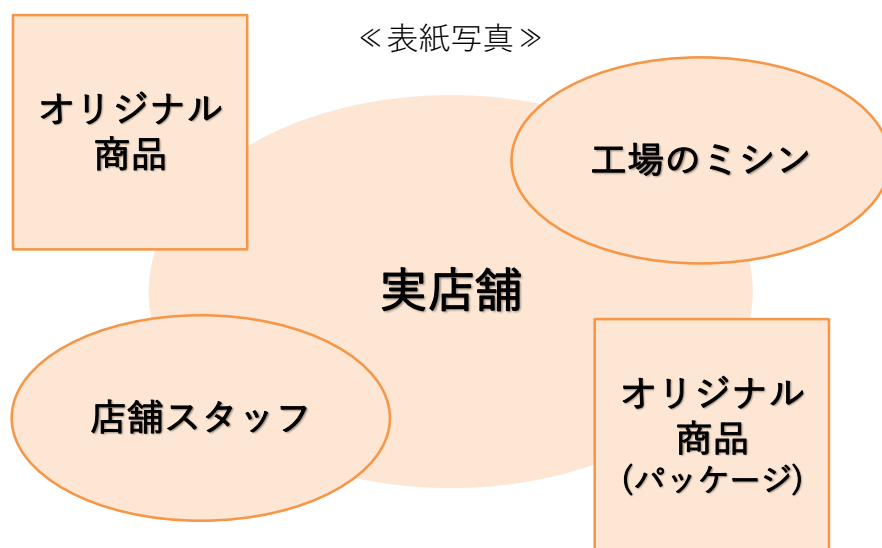 ≪表紙写真≫
オリジナル
商品
工場のミシン
実店舗
店舗スタッフ
オリジナル
商品
(パッケージ)